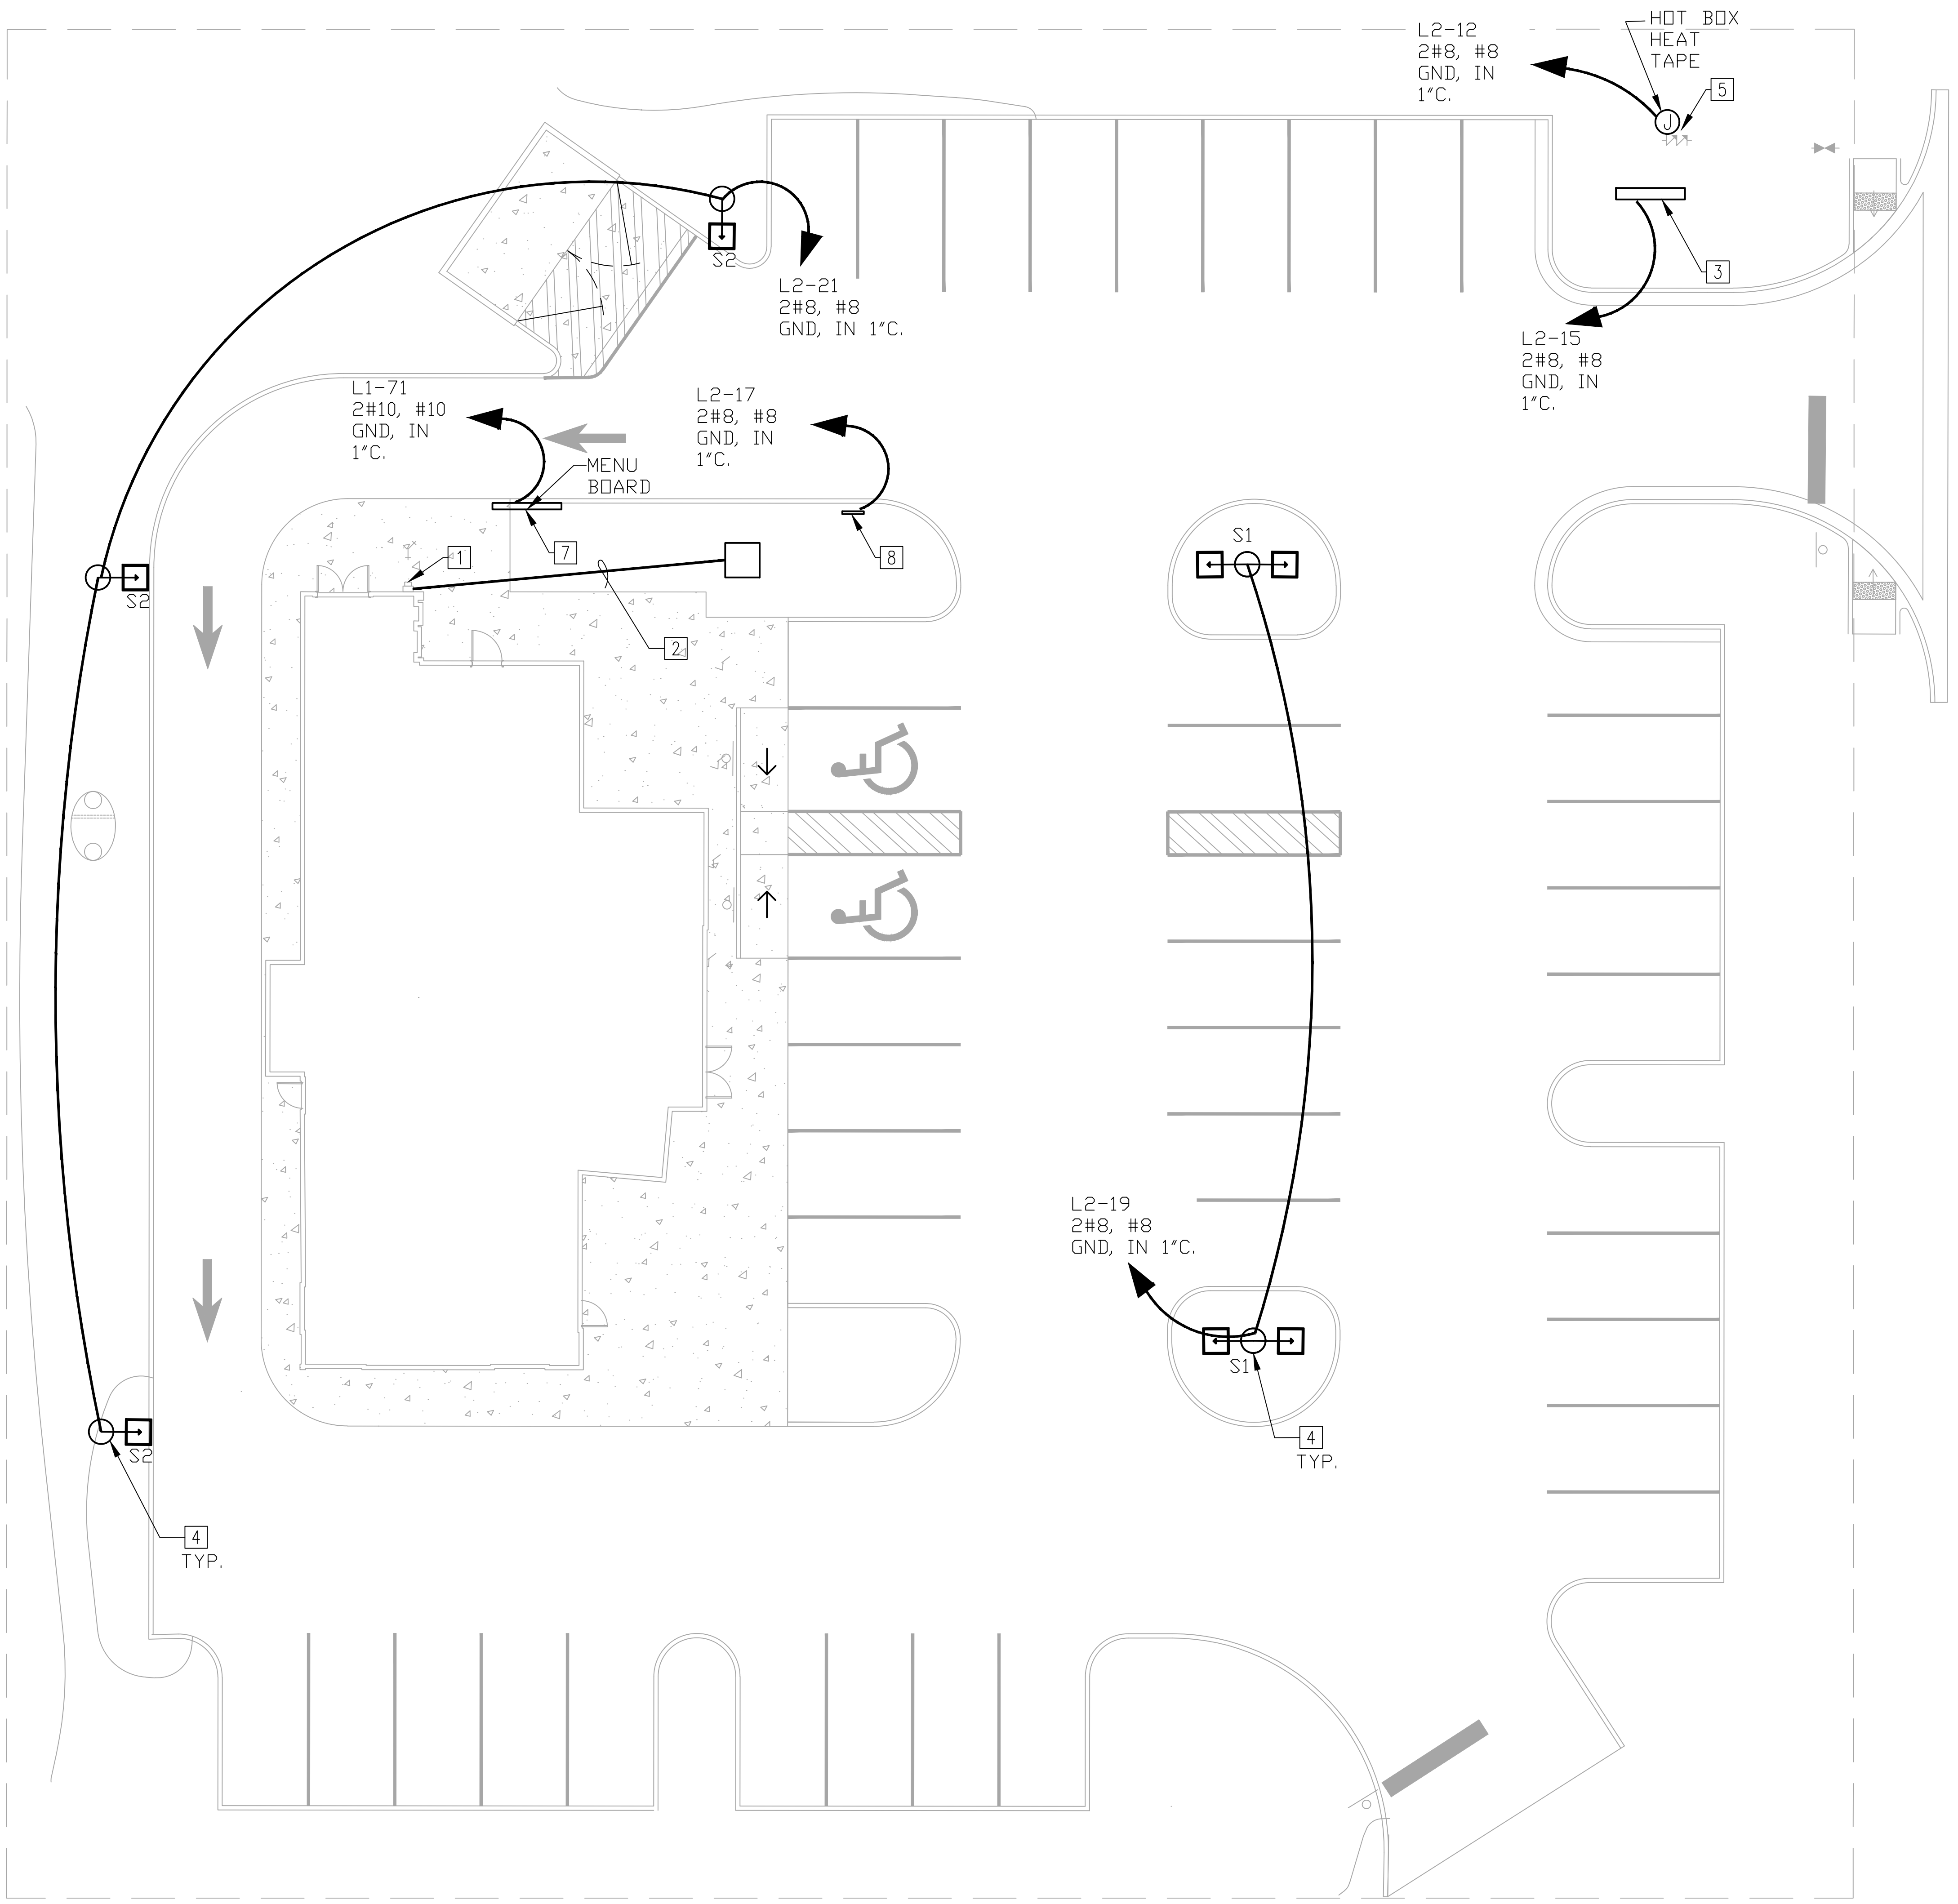 L2-12
2#8, #8
GND, IN
1"C.
HOT BOX
HEAT
TAPE
5
J
3
S2
L2-21
2#8, #8
GND, IN 1"C.
L2-15
2#8, #8
GND, IN
1"C.
L1-71
2#10, #10
GND, IN
1"C.
L2-17
2#8, #8
GND, IN
1"C.
MENU
BOARD
7
8
1
S1
S2
2
L2-19
2#8, #8
GND, IN 1"C.
S1
4
TYP.
S2
4
TYP.